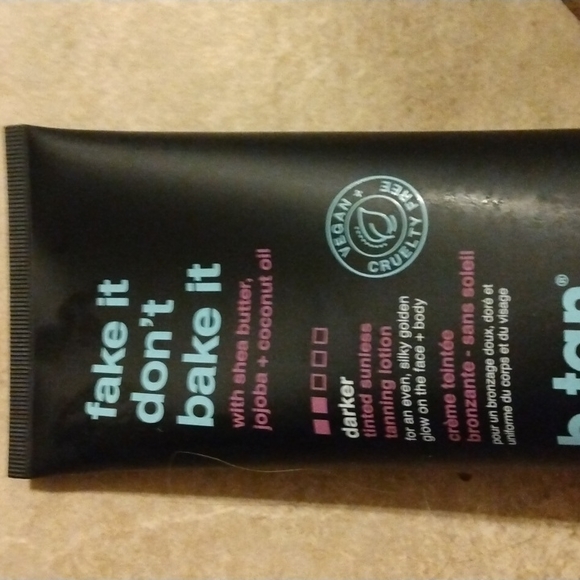 fake it
don't
bake it
with shea butter,
jojoba + coconut oil
VEGAN + CRUELTY FREE
darker
tinted sunless
tanning lotion
for an even, silky golden
glow on the face + body
crème teintée
bronzante - sans soleil
pour un bronzage doux, doré et
uniforme du corps et du visage
b.tan®